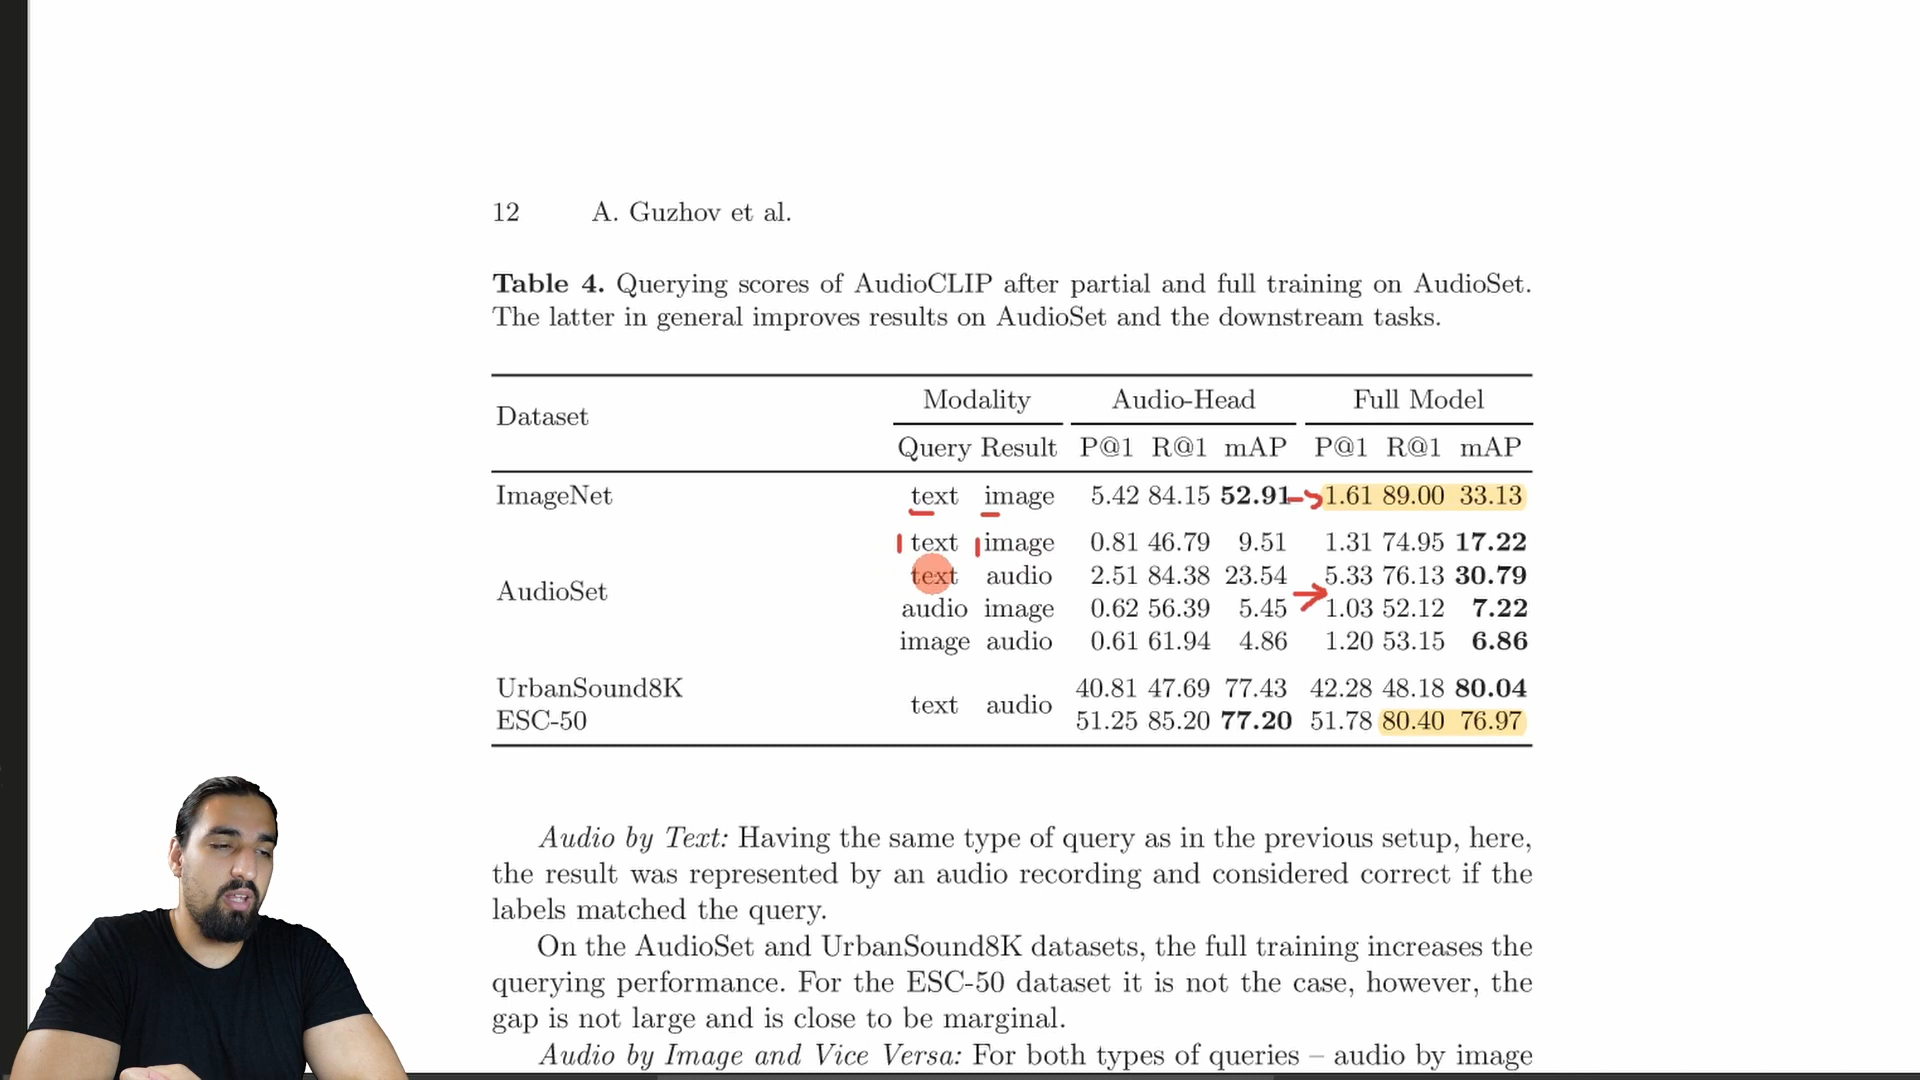 12 A. Guzhov et al.
Table 4. Querying scores of AudioCLIP after partial and full training on AudioSet.
The latter in general improves results on AudioSet and the downstream tasks.
Dataset Modality Audio-Head Full Model
Query Result P@1 R@1 mAP P@1 R@1 mAP
ImageNet text image 5.42 84.15 52.91 1.61 89.00 33.13
text image 0.81 46.79 9.51 1.31 74.95 17.22
text audio 2.51 84.38 23.54 5.33 76.13 30.79
AudioSet
audio image 0.62 56.39 5.45 1.03 52.12 7.22
image audio 0.61 61.94 4.86 1.20 53.15 6.86
UrbanSound8K 40.81 47.69 77.43 42.28 48.18 80.04
text audio
ESC-50 51.25 85.20 77.20 51.78 80.40 76.97
Audio by Text: Having the same type of query as in the previous setup, here,
the result was represented by an audio recording and considered correct if the
labels matched the query.
On the AudioSet and UrbanSound8K datasets, the full training increases the
querying performance. For the ESC-50 dataset it is not the case, however, the
gap is not large and is close to be marginal.
Audio by Image and Vice Versa: For both types of queries – audio by image